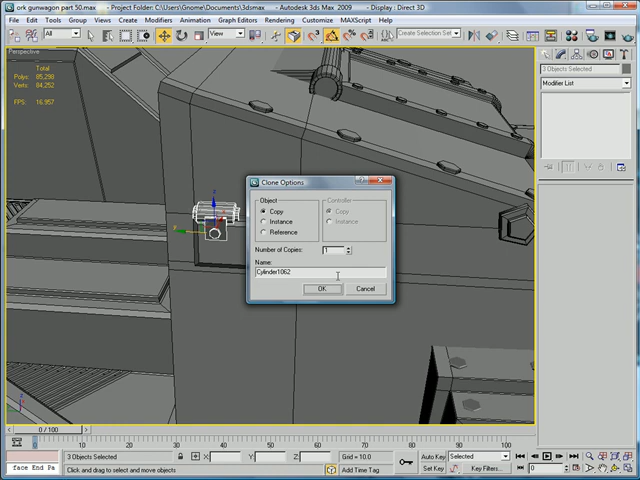 ork gunwagon part 50.max - Project Folder: C:\Users\Gnome\Documents\3dsmax - Autodesk 3ds Max 2009 - Display : Direct 3D
File Edit Tools Group Views Create Modifiers Animation Graph Editors Rendering Customize MAXScript Help
All View Create Selection Set
Perspective
Total
Polys: 85,298
Verts: 84,252
FPS: 16.957
3 Objects Selected
Modifier List
Clone Options
Object Controller
Copy Copy
Instance Instance
Reference
Number of Copies: 1
Name:
Cylinder1062
OK Cancel
0 / 100
0 10 20 30 40 50 60 70 80 90 100
3 Objects Selected X: Y: Z: Grid = 10.0 Auto Key Selected
face End Pa Click and drag to select and move objects Add Time Tag Set Key Key Filters... 0